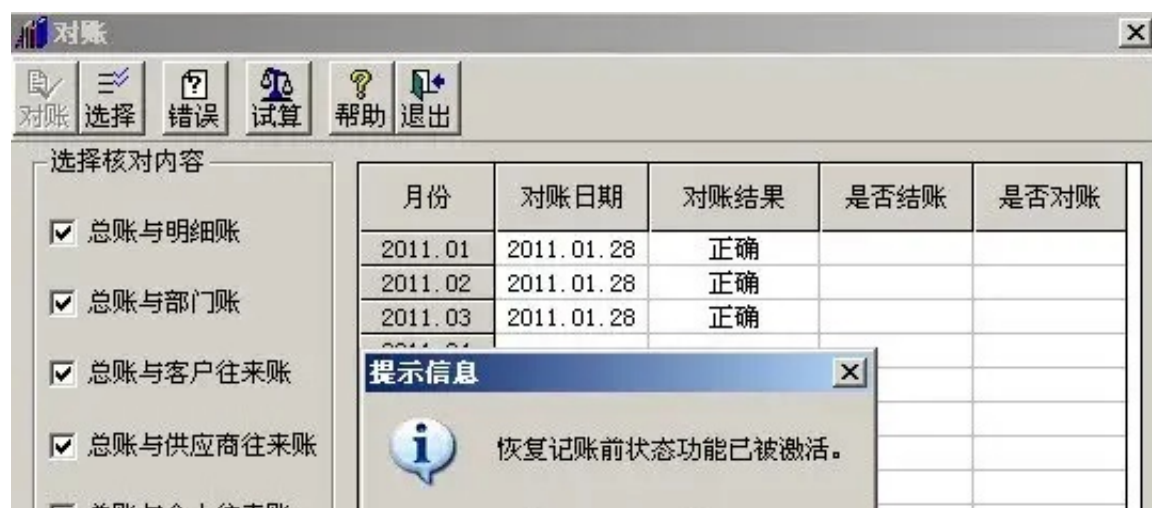 对账
对账 选择 错误 试算 帮助 退出
选择核对内容
月份 对账日期 对账结果 是否结账 是否对账
总账与明细账
2011.01 2011.01.28 正确
2011.02 2011.01.28 正确
总账与部门账
2011.03 2011.01.28 正确
提示信息
总账与客户往来账
恢复记账前状态功能已被激活。
总账与供应商往来账